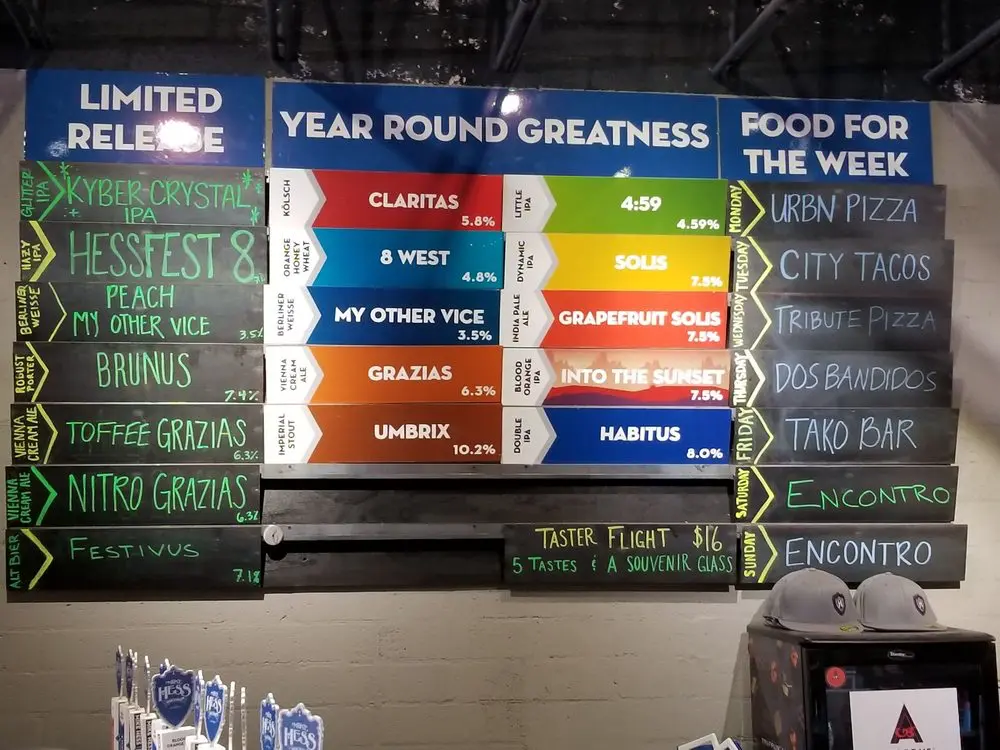 LIMITED
RELEASE
GLITTER
IPA
KYBER-CRYSTAL
IPA
HAZY
IPA
HESSFEST 8
BERLINER
WEISSE
PEACH
MY OTHER VICE
3.5%
ROBUST
PORTER
BRUNUS
7.4%
VIENNA
CREAM ALE
TOFFEE GRAZIAS
6.3%
VIENNA
CREAM ALE
NITRO GRAZIAS
6.3%
ALT BIER
FESTIVUS
7.1%
YEAR ROUND GREATNESS
KÖLSCH
CLARITAS
5.8%
ORANGE
HONEY
WHEAT
8 WEST
4.8%
BERLINER
WEISSE
MY OTHER VICE
3.5%
VIENNA
CREAM
ALE
GRAZIAS
6.3%
IMPERIAL
STOUT
UMBRIX
10.2%
LITTLE
IPA
4:59
4.59%
DYNAMIC
IPA
SOLIS
7.5%
INDIA PALE
ALE
GRAPEFRUIT SOLIS
7.5%
BLOOD
ORANGE
IPA
INTO THE SUNSET
7.5%
DOUBLE
IPA
HABITUS
8.0%
TASTER FLIGHT $16
5 TASTES & A SOUVENIR GLASS
FOOD FOR
THE WEEK
MONDAY
URBN PIZZA
TUESDAY
CITY TACOS
WEDNESDAY
TRIBUTE PIZZA
THURSDAY
DOS BANDIDOS
FRIDAY
TAKO BAR
SATURDAY
ENCONTRO
SUNDAY
ENCONTRO
HESS
HESS
BLOOD
ORANGE